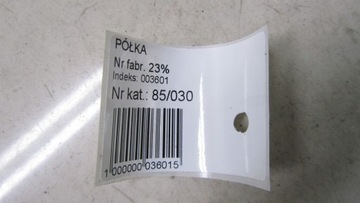 PÓŁKA
Nr fabr. 23%
Indeks: 003601
Nr kat.: 85/030
1 000000 036015